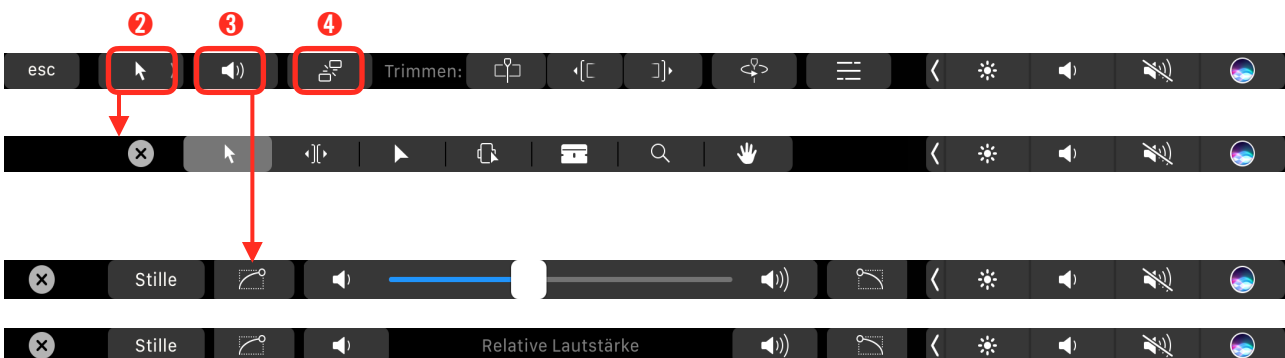 ❷ ❸ ❹
esc Trimmen:
Stille
Stille Relative Lautstärke